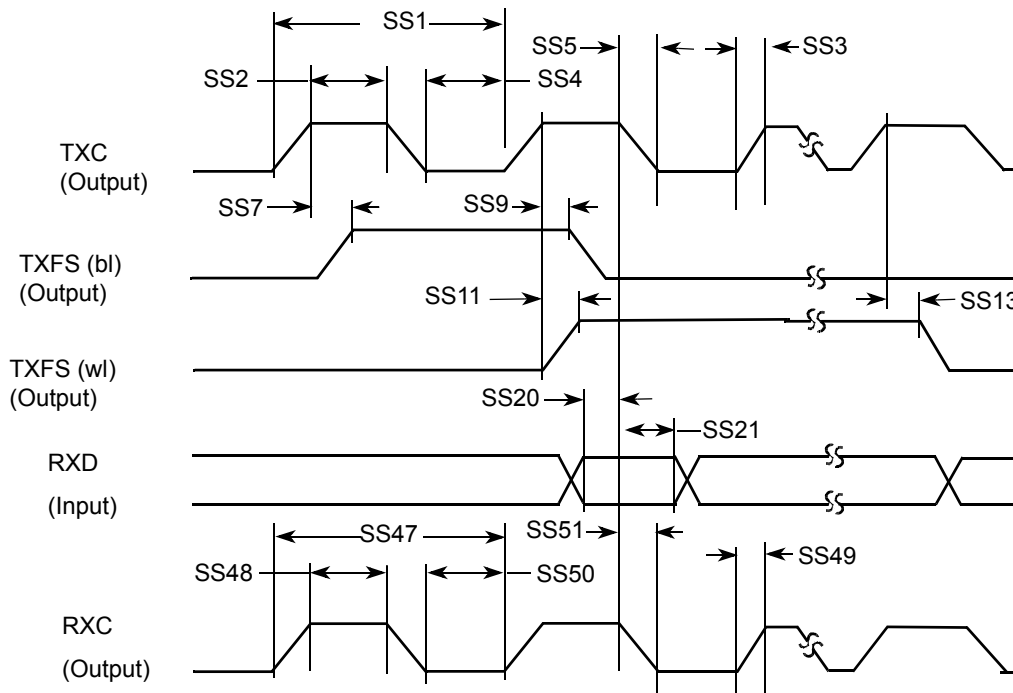 SS1
SS5
SS3
SS2
SS4
TXC
(Output)
SS7
SS9
TXFS (bl)
(Output)
SS11
SS13
TXFS (wl)
(Output)
SS20
SS21
RXD
(Input)
SS47
SS51
SS49
SS48
SS50
RXC
(Output)